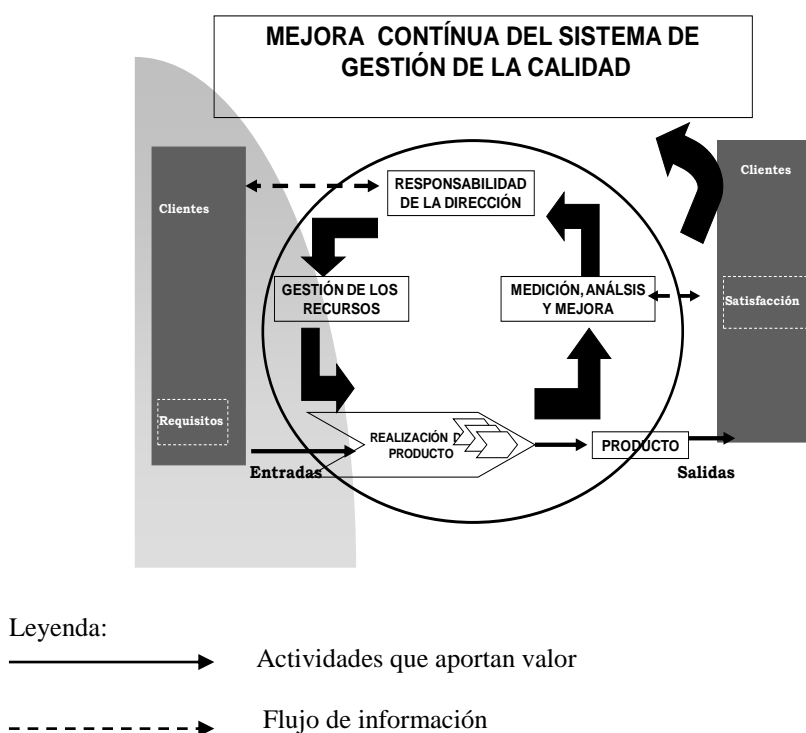 MEJORA CONTÍNUA DEL SISTEMA DE
GESTIÓN DE LA CALIDAD
Clientes
Requisitos
RESPONSABILIDAD
DE LA DIRECCIÓN
GESTIÓN DE LOS
RECURSOS
MEDICIÓN, ANÁLSIS
Y MEJORA
Clientes
Satisfacción
Entradas
REALIZACIÓN
PRODUCTO
PRODUCTO
Salidas
Leyenda:
Actividades que aportan valor
Flujo de información